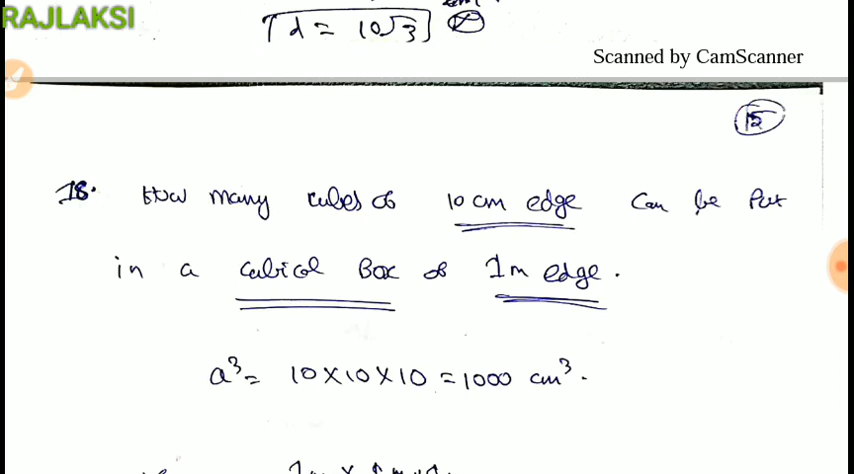 RAJLAKSI
d = 10√3
Scanned by CamScanner
18. How many cubes of 10 cm edge can be Put
in a cubical Box of 1m edge.
a³ = 10×10×10 = 1000 cm³.